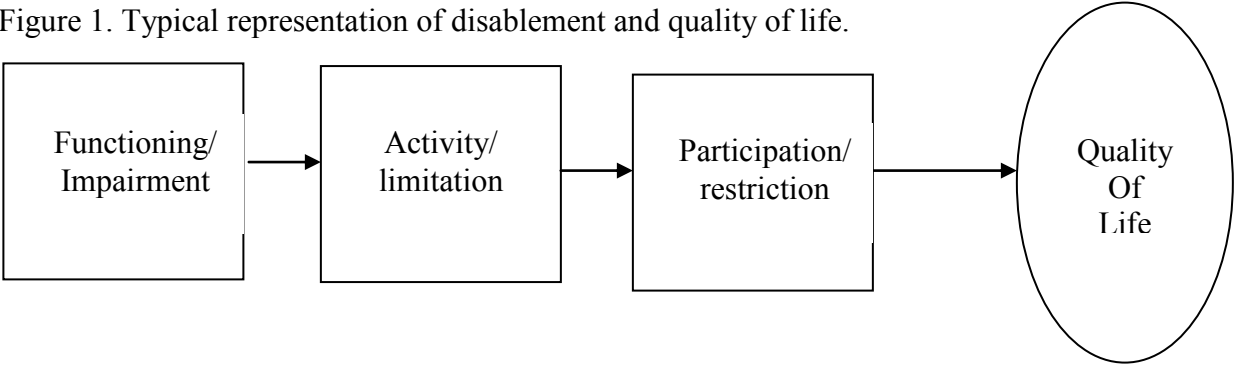 Figure 1. Typical representation of disablement and quality of life.
Functioning/
Impairment
Activity/
limitation
Participation/
restriction
Quality
Of
Life